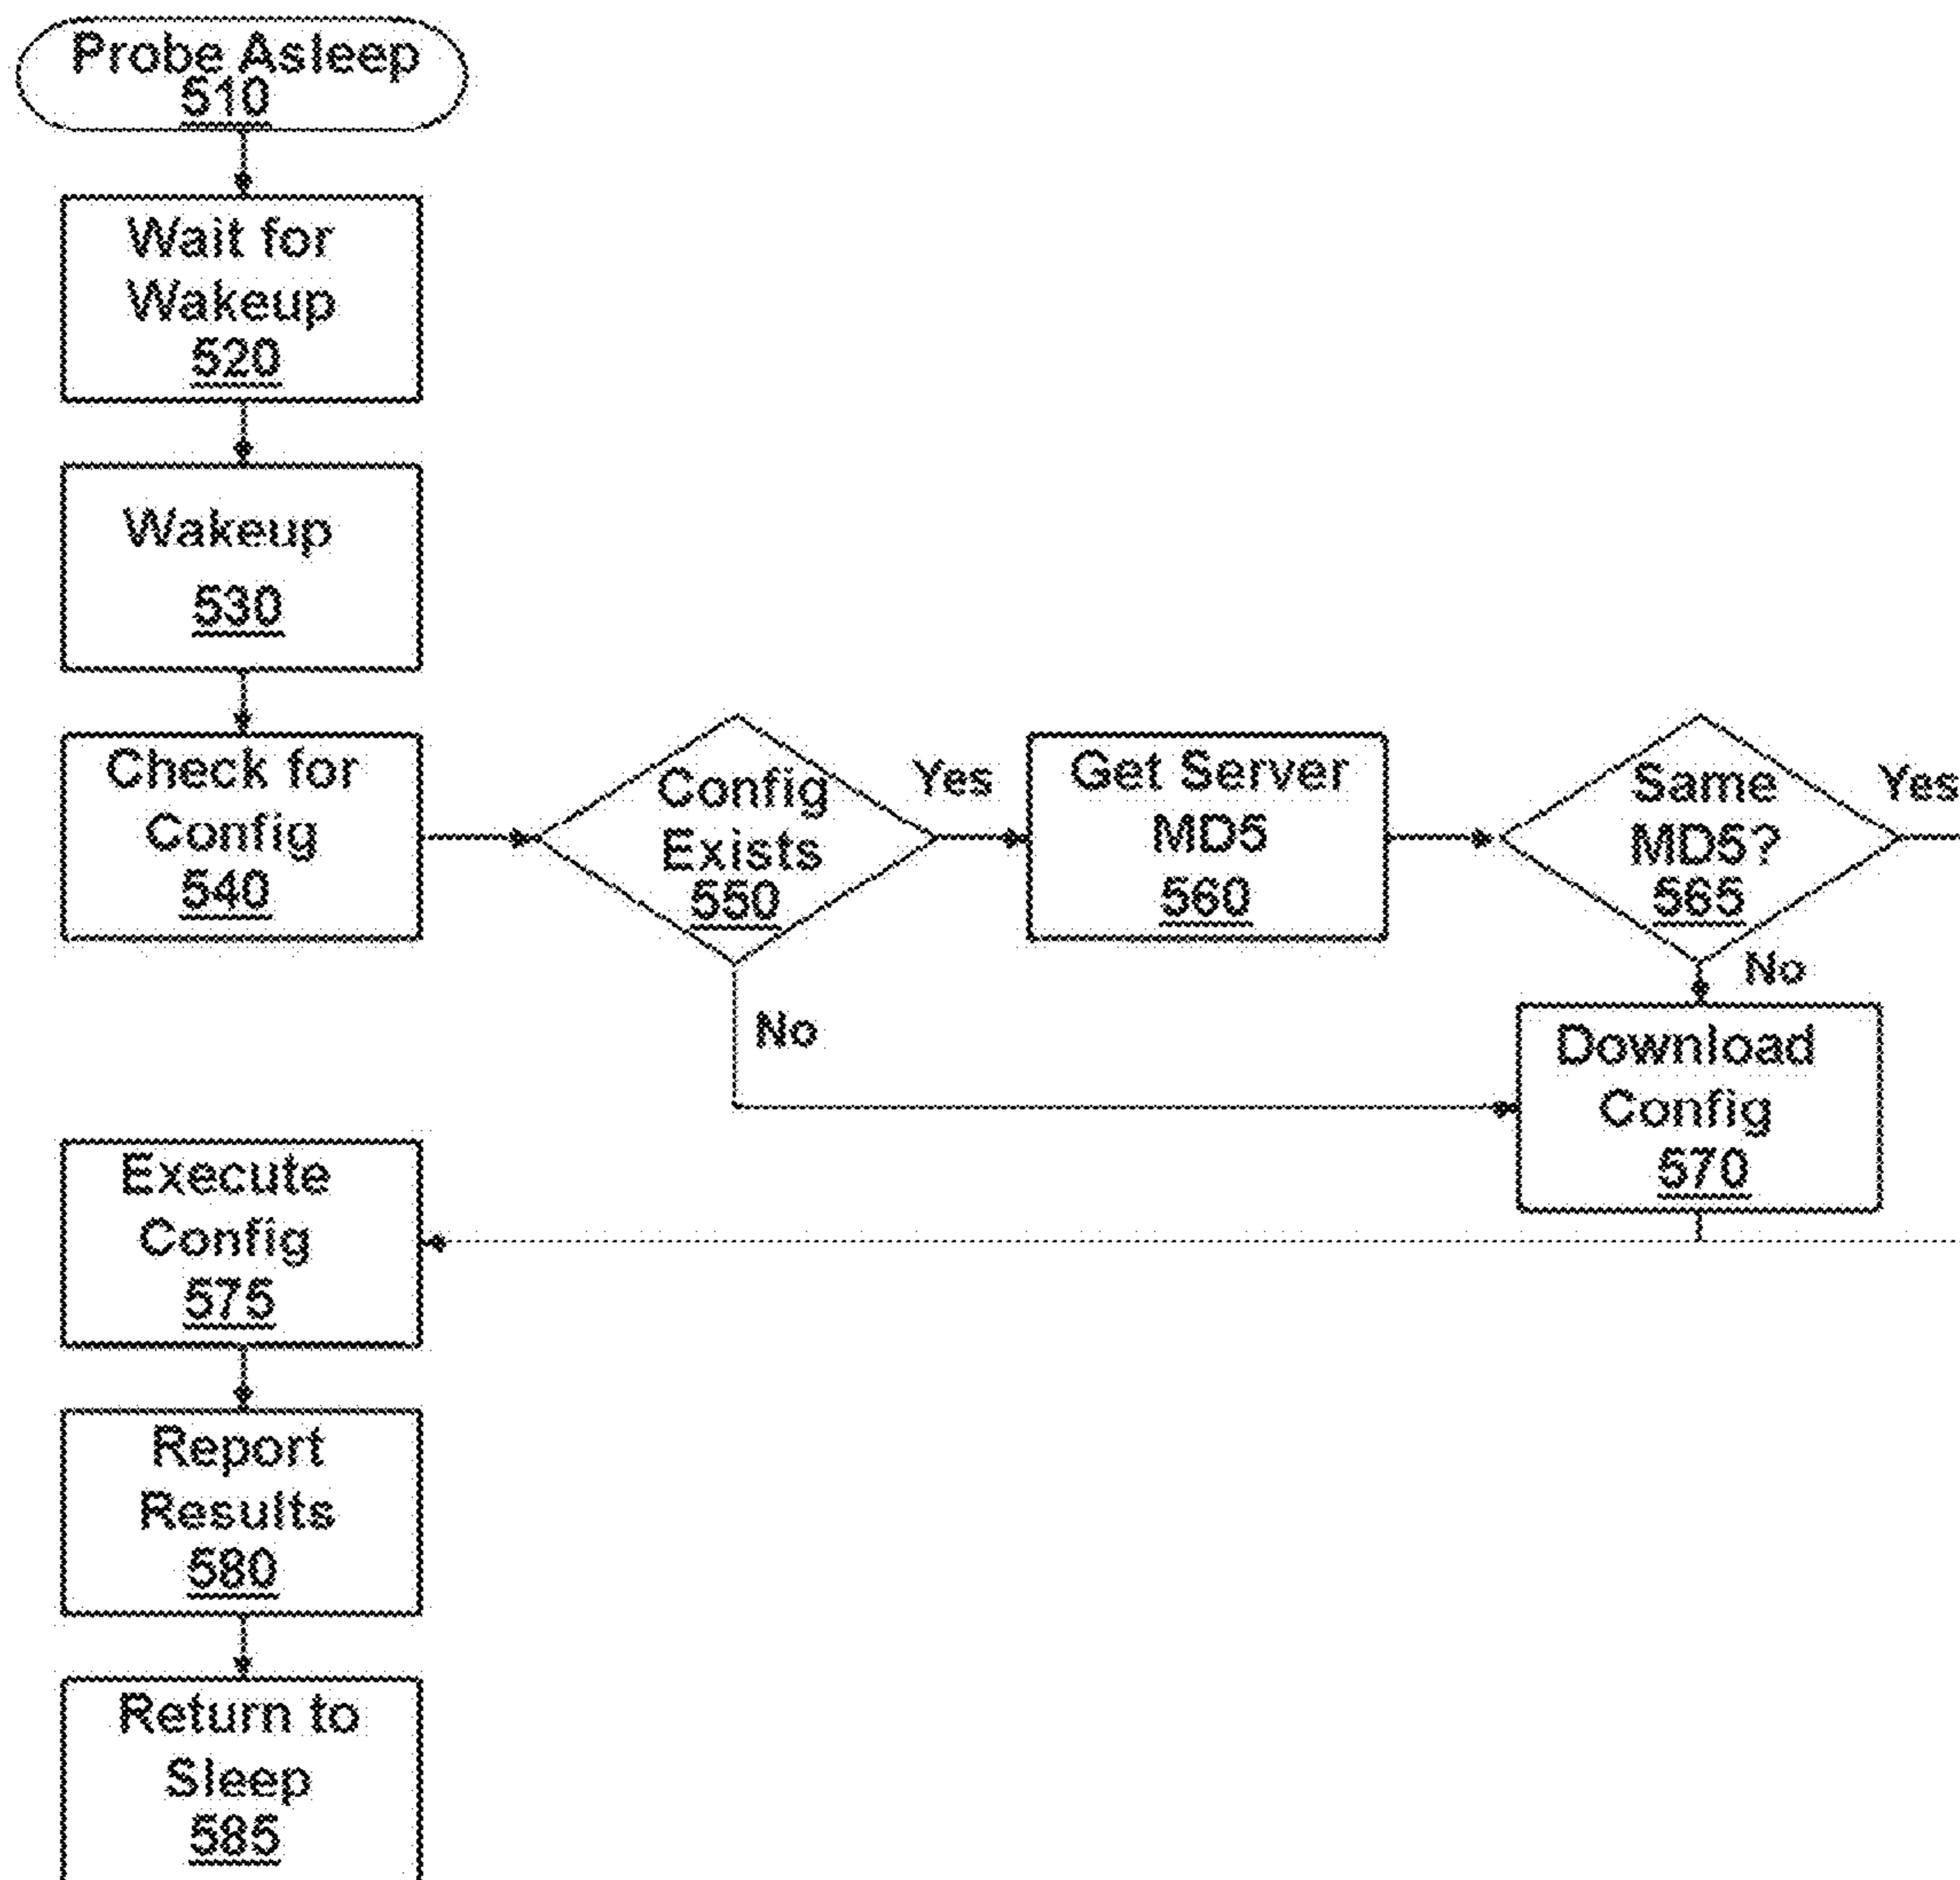 Probe Asleep
510
Wait for
Wakeup
520
Wakeup
530
Check for
Config
540
Config
Exists
550
Yes
Get Server
MD5
560
Same
MD5?
565
Yes
No
No
Download
Config
570
Execute
Config
575
Report
Results
580
Return to
Sleep
585